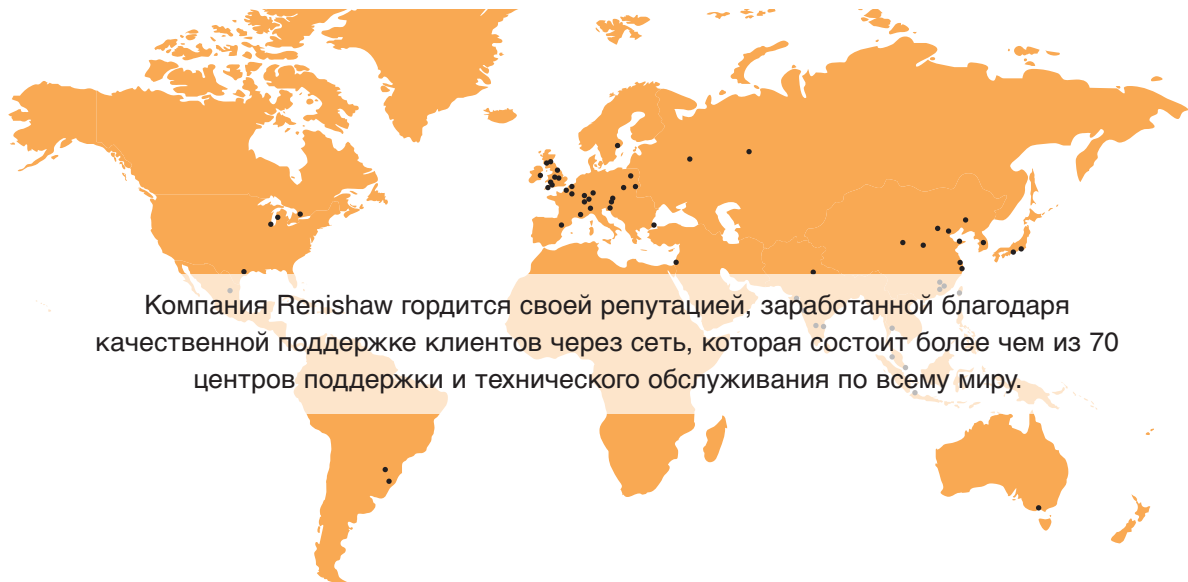 Компания Renishaw гордится своей репутацией, заработанной благодаря
качественной поддержке клиентов через сеть, которая состоит более чем из 70
центров поддержки и технического обслуживания по всему миру.